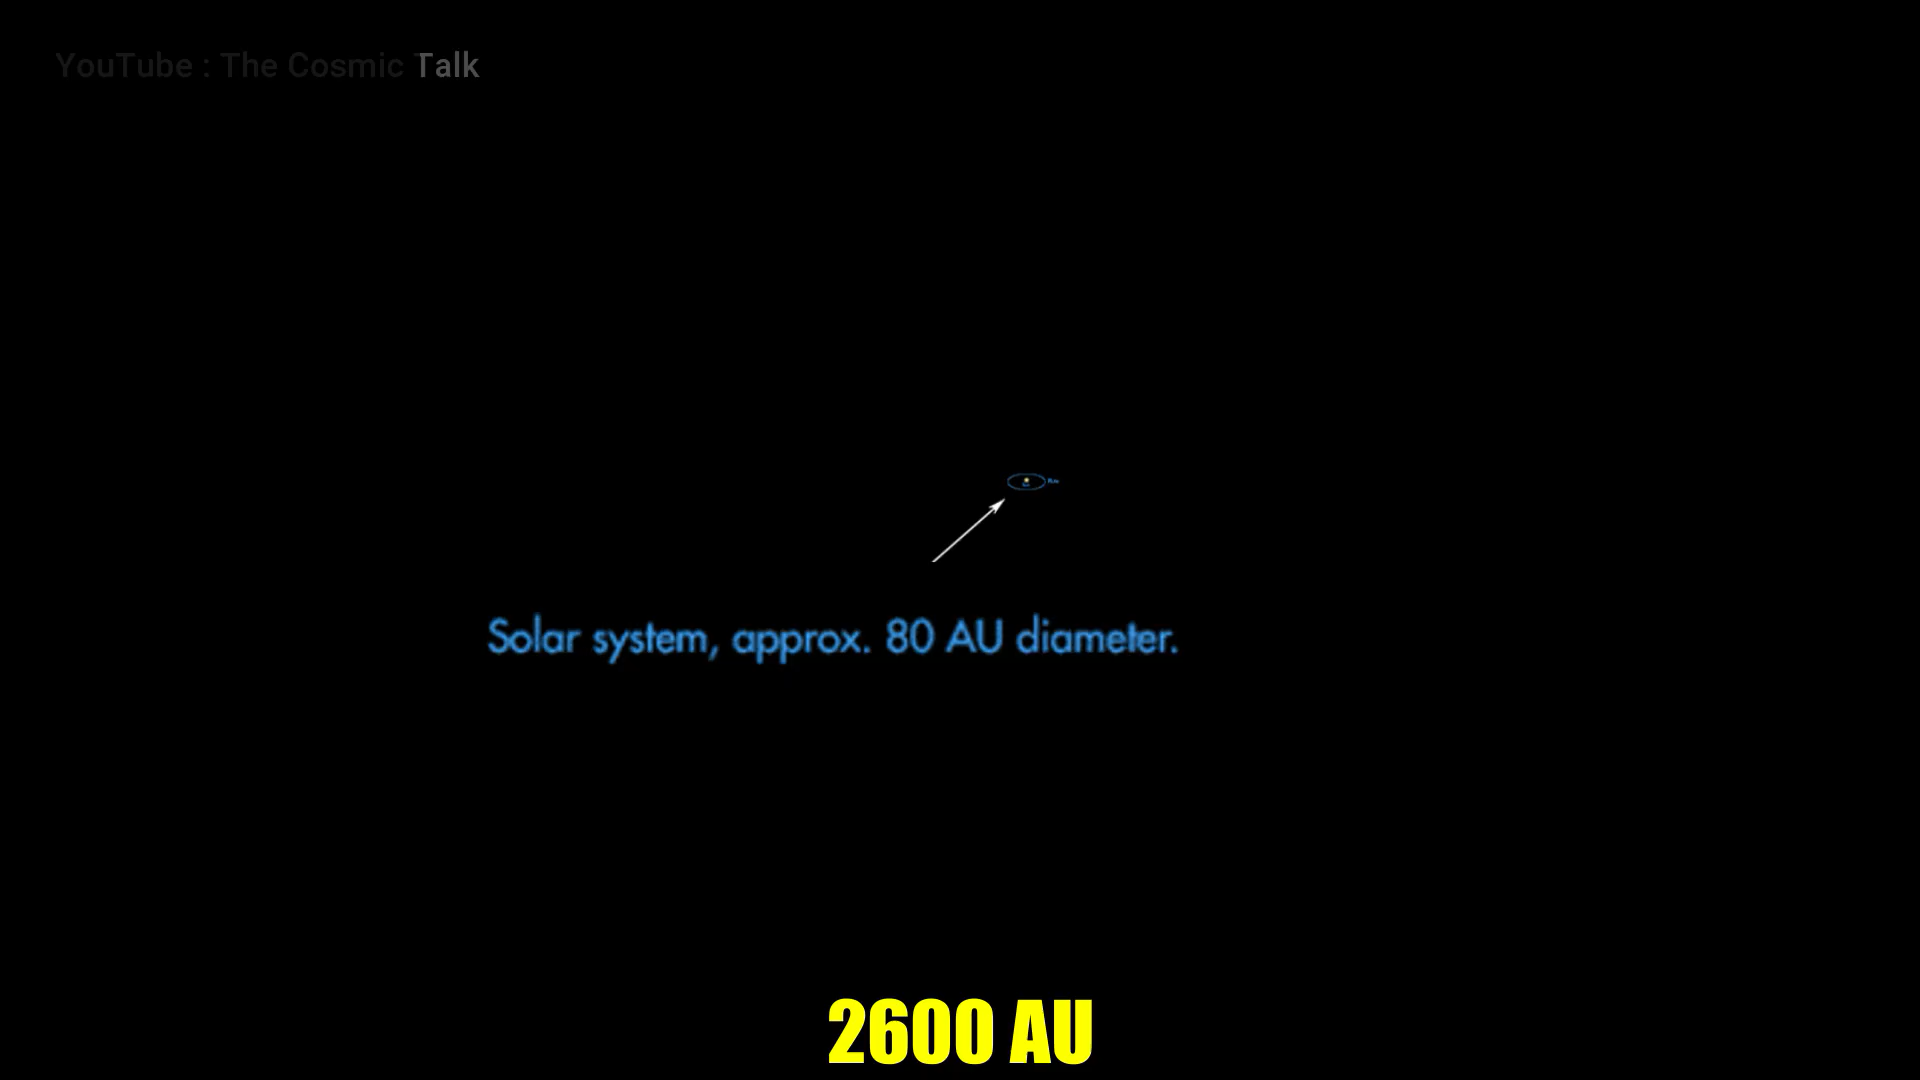 YouTube : The Cosmic Talk
Solar system, approx. 80 AU diameter.
2600 AU